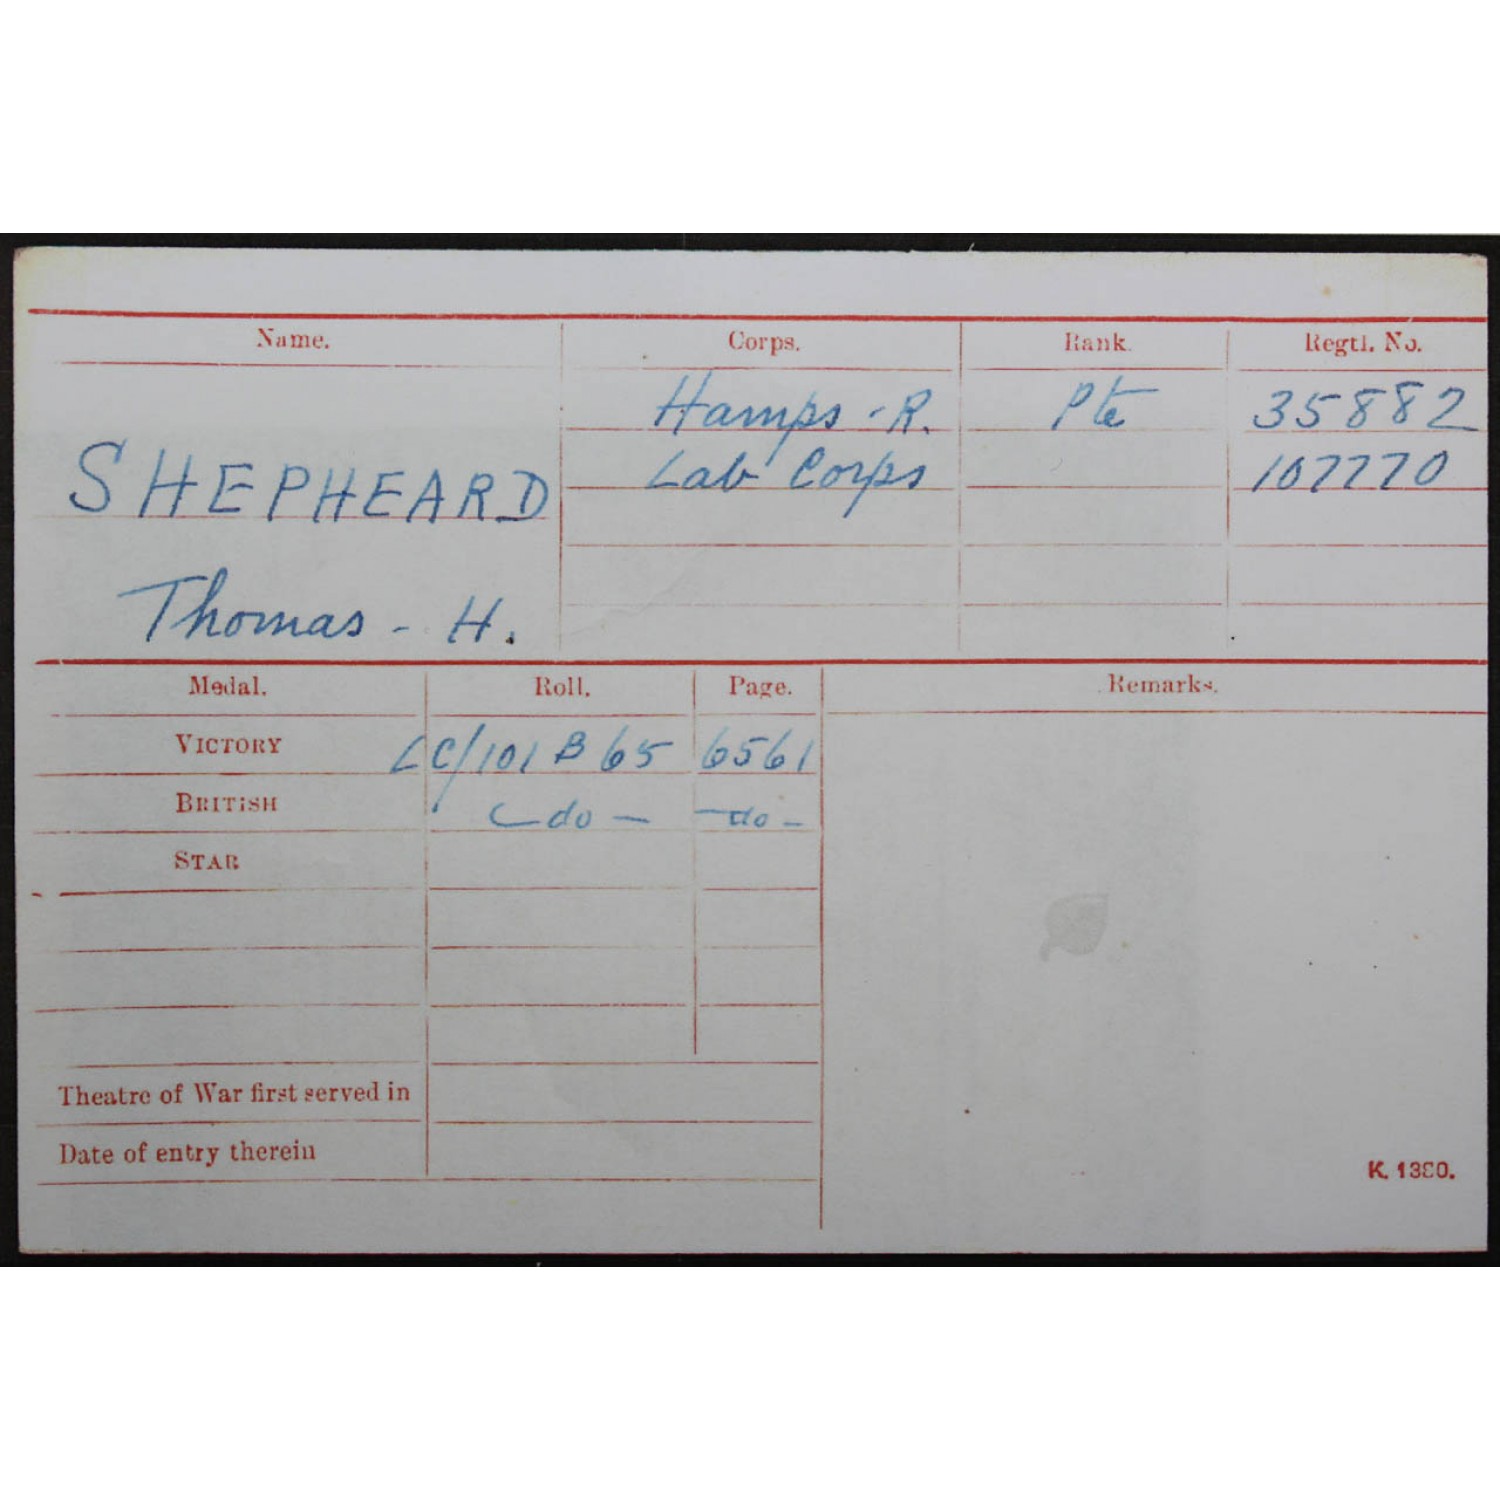 Name. Corps. Rank. Regtl. No.
Hamps - R. Pte 35882
SHEPHEARD Lab Corps 107770
Thomas - H.
Medal. Roll. Page. Remarks.
VICTORY LC/101 B 65 6561
BRITISH - do - - do -
STAR
Theatre of War first served in
Date of entry therein
K. 1380.